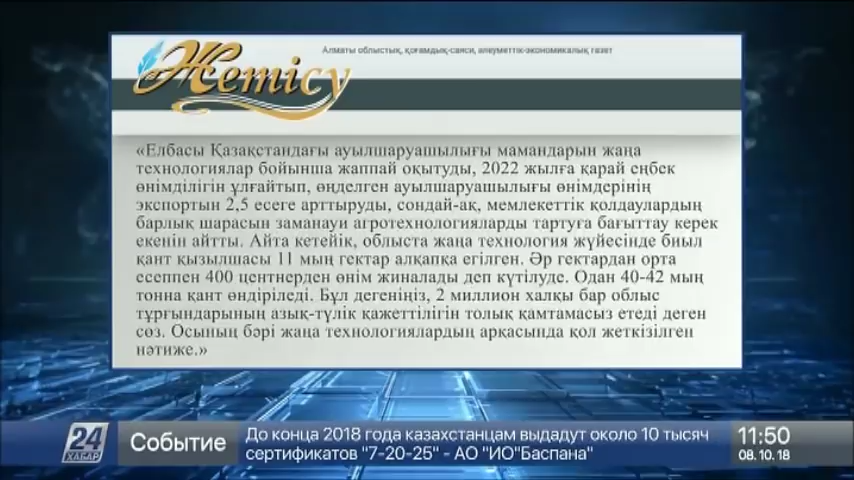 Жетісу
Алматы облыстық, қоғамдық-саяси, әлеуметтік-экономикалық газет
«Елбасы Қазақстандағы ауылшаруашылығы мамандарын жаңа
технологиялар бойынша жаппай оқытуды, 2022 жылға қарай еңбек
өнімділігін ұлғайтып, өңделген ауылшаруашылығы өнімдерінің
экспортын 2,5 есеге арттыруды, сондай-ақ, мемлекеттік қолдаулардың
барлық шарасын заманауи агротехнологияларды тартуға бағыттау керек
екенін айтты. Айта кетейік, облыста жаңа технология жүйесінде биыл
қант қызылшасы 11 мың гектар алқапқа егілген. Әр гектардан орта
есеппен 400 центнерден өнім жиналады деп күтілуде. Одан 40-42 мың
тонна қант өндіріледі. Бұл дегеніңіз, 2 миллион халқы бар облыс
тұрғындарының азық-түлік қажеттілігін толық қамтамасыз етеді деген
сөз. Осының бәрі жаңа технологиялардың арқасында қол жеткізілген
нәтиже.»
24
ХАБАР
Событие
До конца 2018 года казахстанцам выдадут около 10 тысяч
сертификатов "7-20-25" - АО "ИО"Баспана"
11:50
08.10.18